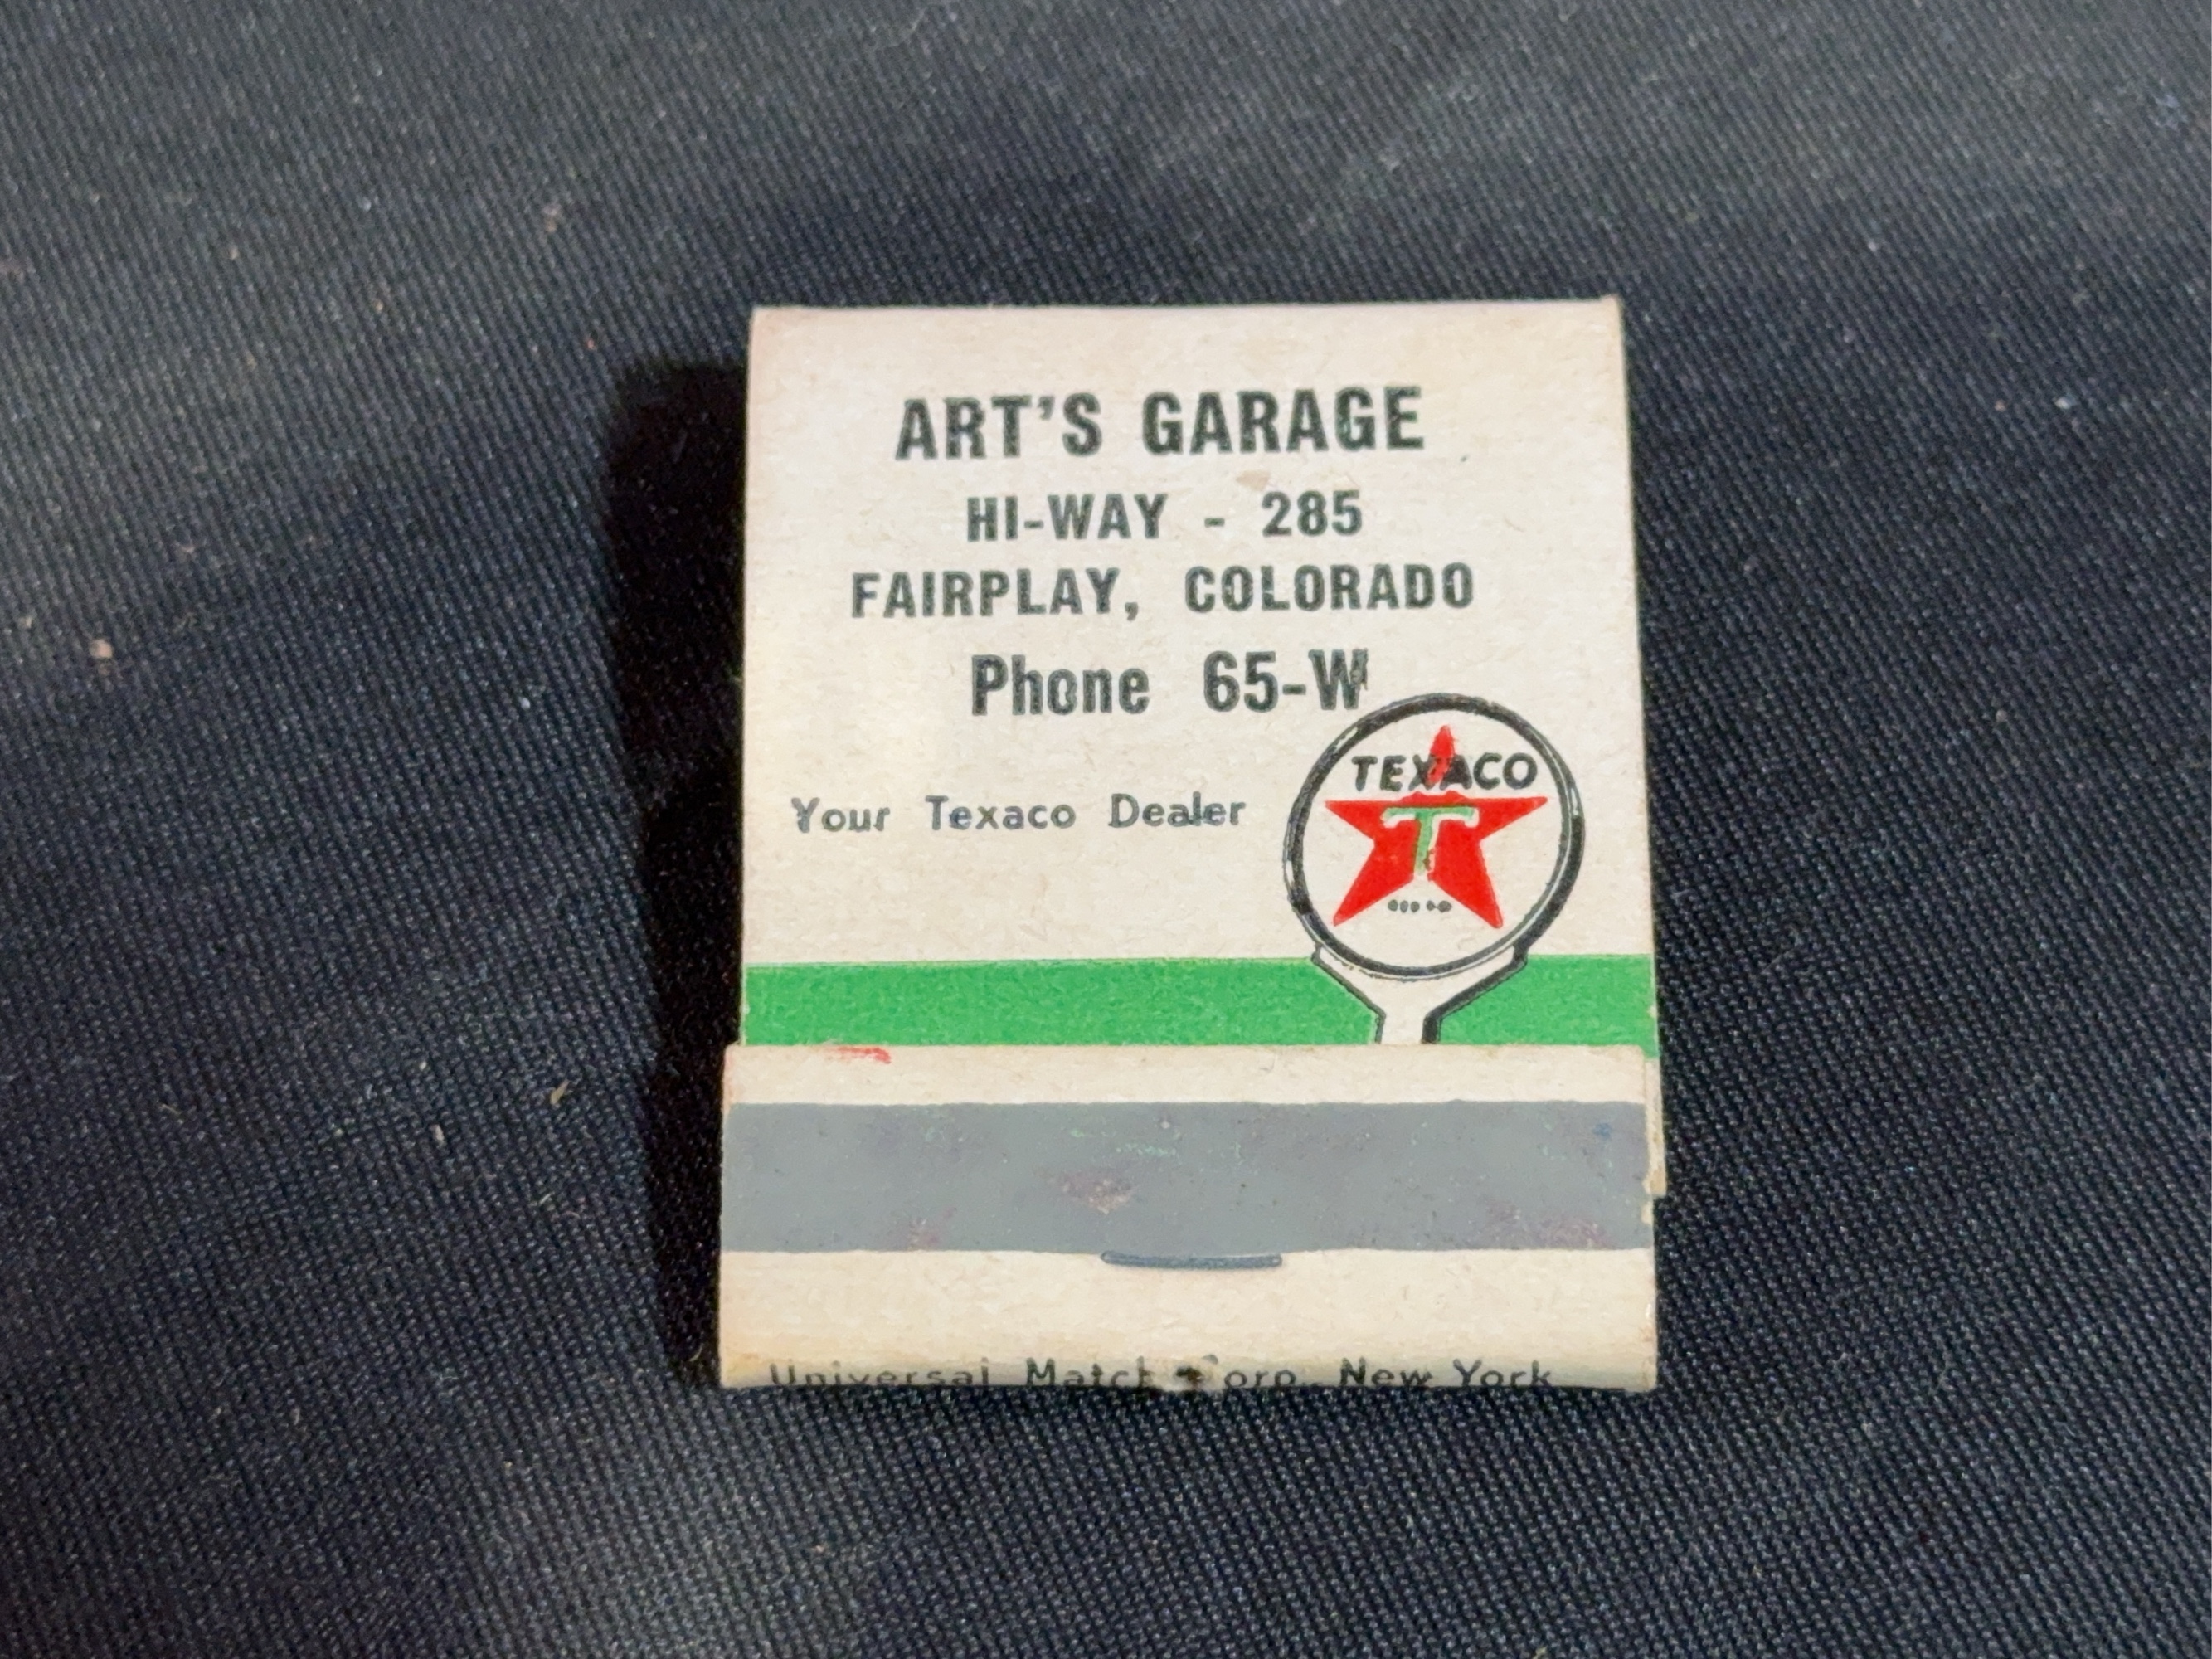 ART'S GARAGE
HI-WAY - 285
FAIRPLAY, COLORADO
Phone 65-W
Your Texaco Dealer
TEXACO
T
Universal Match Corp., New York